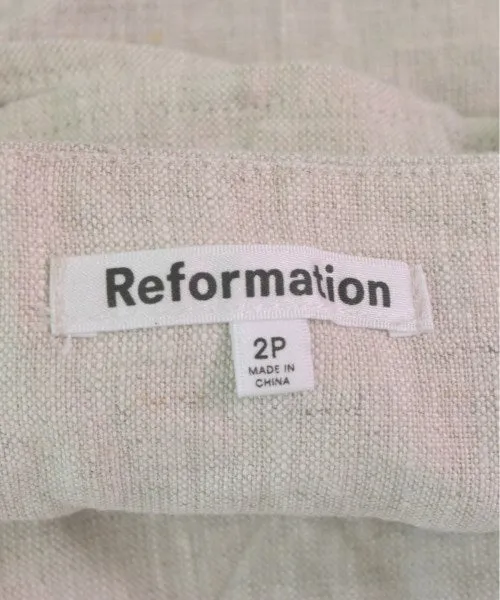 Reformation
2P
MADE IN
CHINA